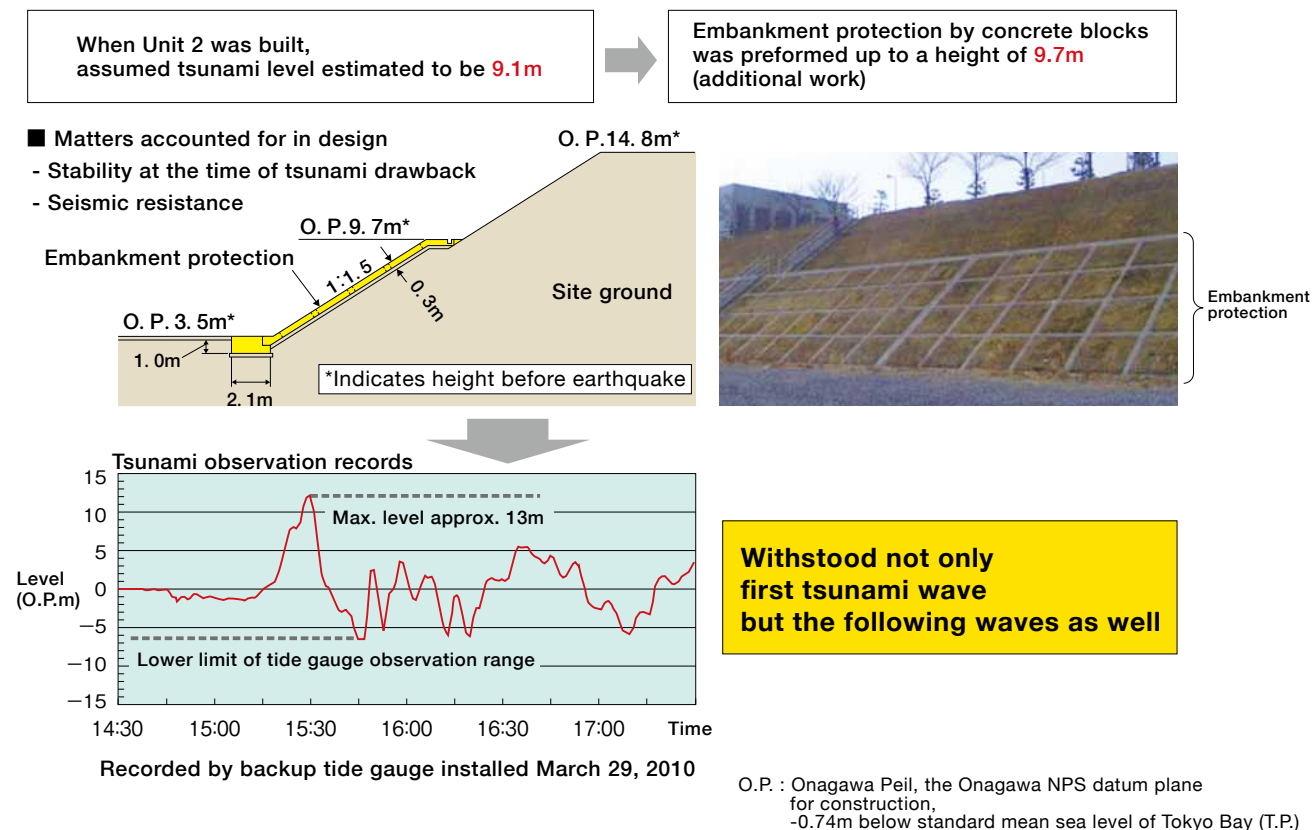 When Unit 2 was built,
assumed tsunami level estimated to be 9.1m
Embankment protection by concrete blocks
was preformed up to a height of 9.7m
(additional work)
■ Matters accounted for in design
- Stability at the time of tsunami drawback
- Seismic resistance
O. P.14. 8m*
O. P.9. 7m*
Embankment protection
1:1.5
0.3m
Site ground
O. P.3. 5m*
1. 0m
2. 1m
*Indicates height before earthquake
Embankment
protection
Tsunami observation records
15
10
5
0
−5
−10
−15
Level
(O.P.m)
Max. level approx. 13m
Lower limit of tide gauge observation range
14:30 15:00 15:30 16:00 16:30 17:00 Time
Recorded by backup tide gauge installed March 29, 2010
Withstood not only
first tsunami wave
but the following waves as well
O.P. : Onagawa Peil, the Onagawa NPS datum plane
for construction,
-0.74m below standard mean sea level of Tokyo Bay (T.P.)